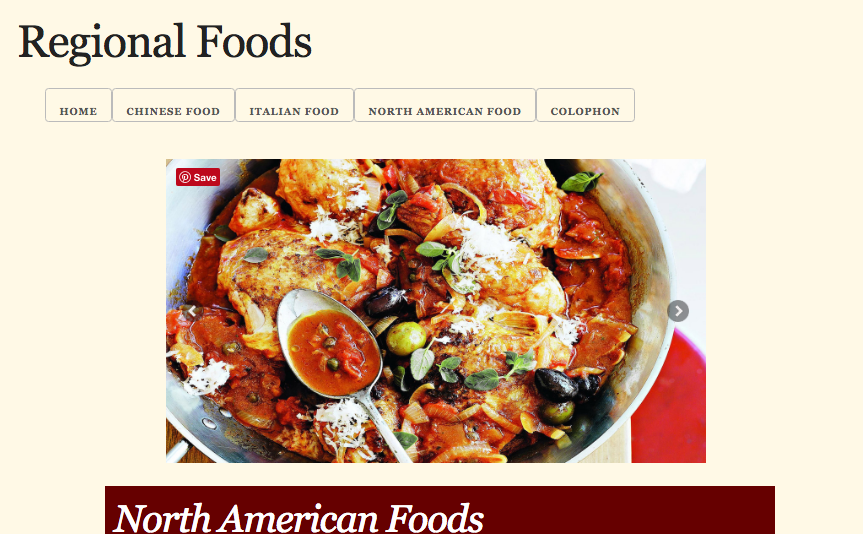 Regional Foods
HOME CHINESE FOOD ITALIAN FOOD NORTH AMERICAN FOOD COLOPHON
Save
North American Foods